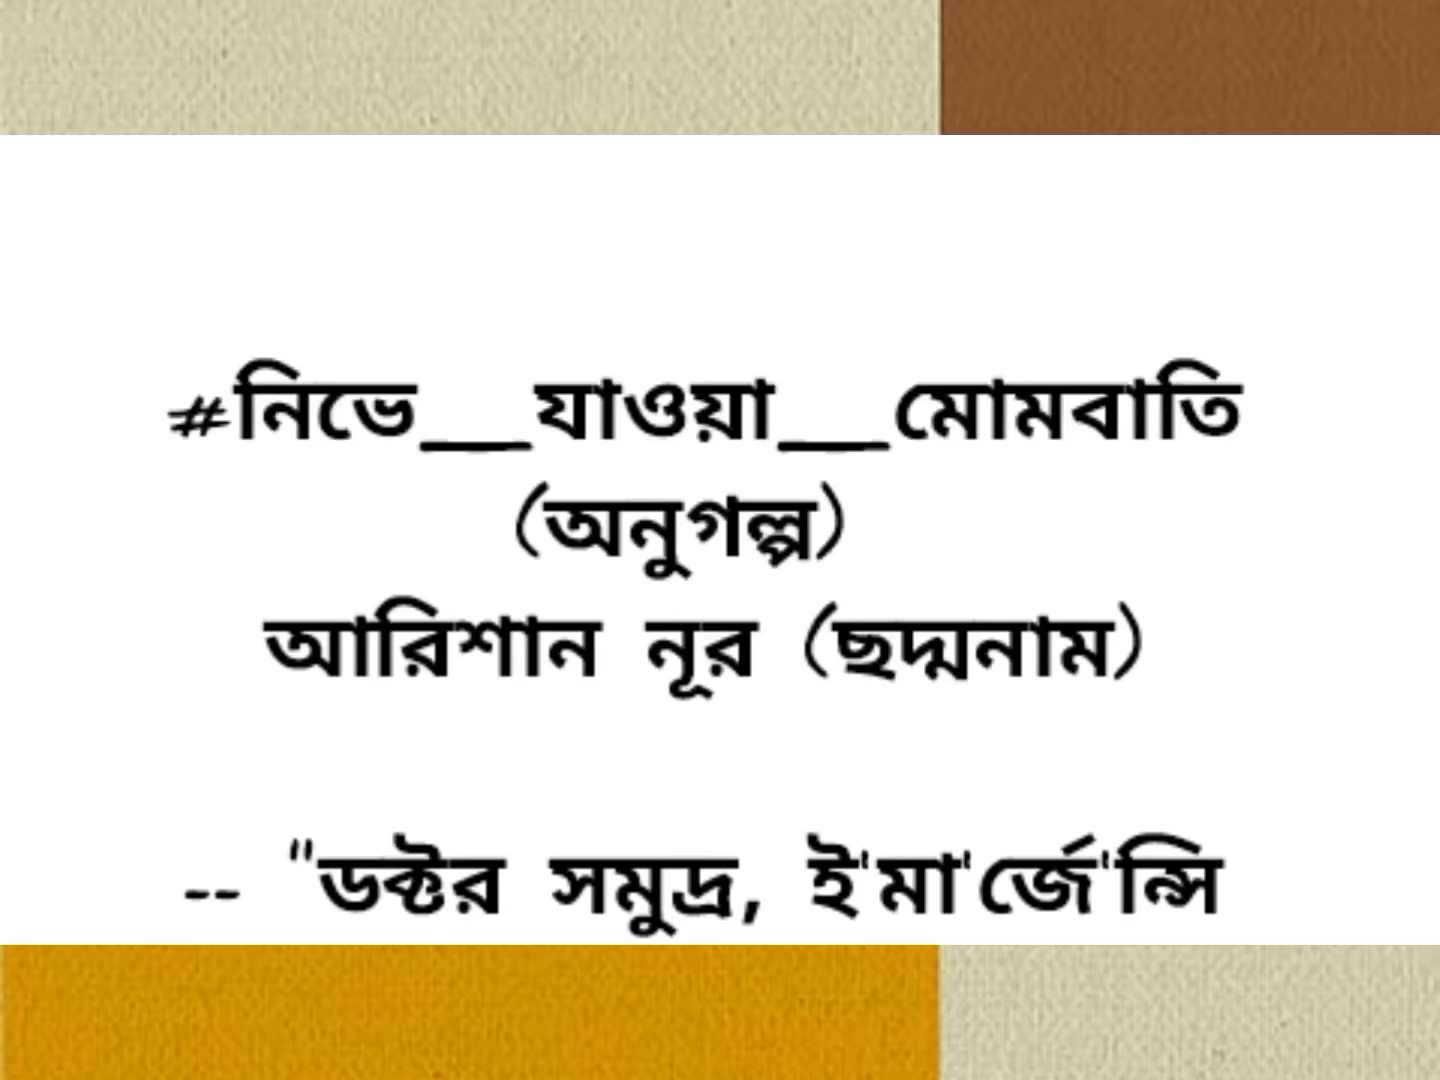 #নিভে__যাওয়া__মোমবাতি
(অনুগল্প)
আরিশান নূর (ছদ্মনাম)
-- "ডক্টর সমুদ্র, ই'মা'র্জে'ন্সি